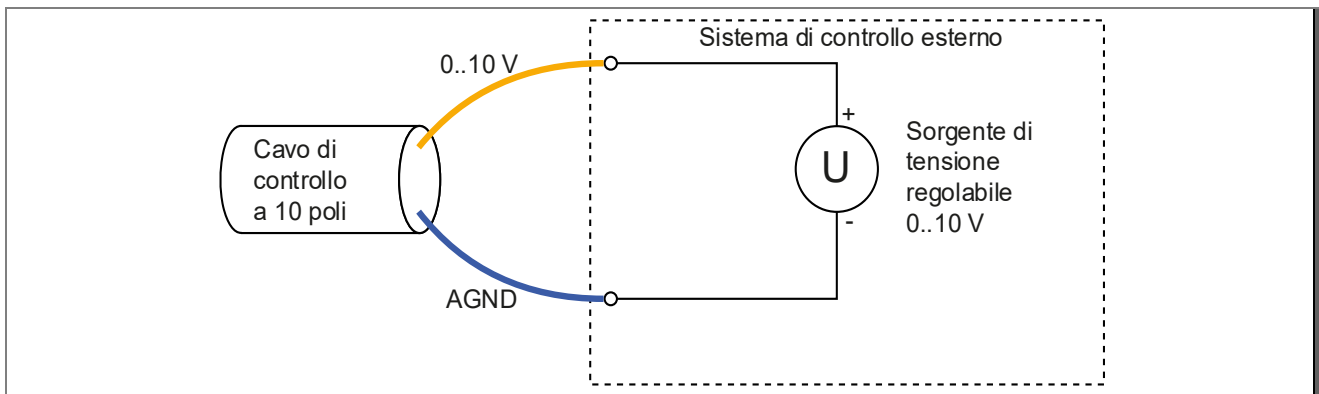 Sistema di controllo esterno
0..10 V
+
Cavo di
controllo
a 10 poli
U
Sorgente di
tensione
regolabile
0..10 V
-
AGND